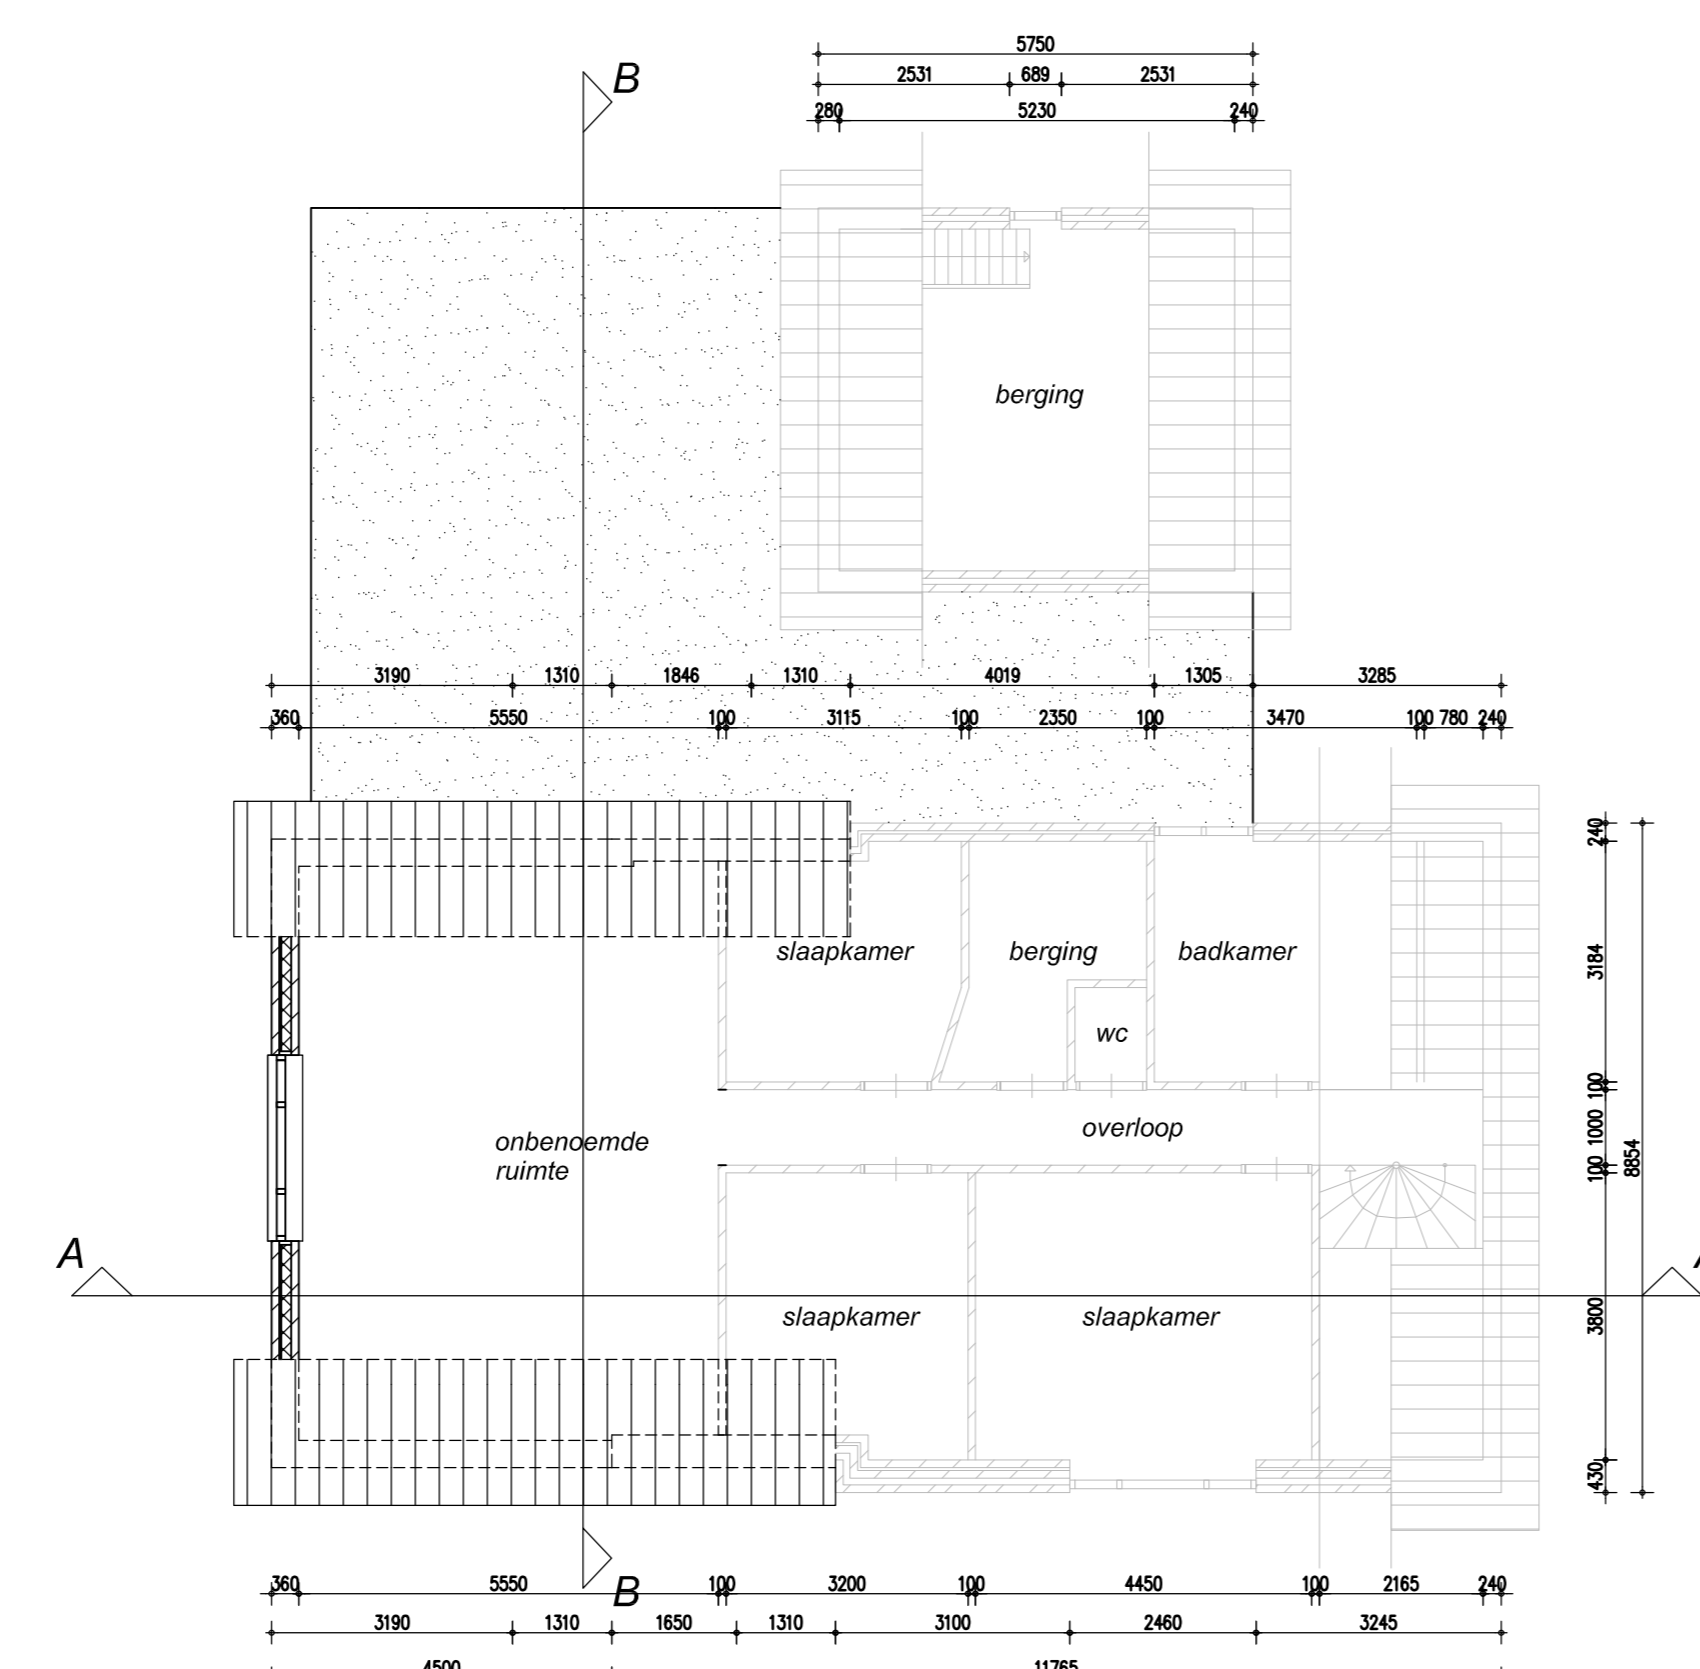 5750
B
2531 689 2531
280 5230 240
berging
3190 1310 1846 1310 4019 1305 3285
360 5550 100 3115 100 2350 100 3470 100 780 240
240
slaapkamer berging badkamer
3184
wc
100
overloop
1000
onbenoemde
ruimte
100
8854
A
A
slaapkamer slaapkamer
3800
430
360 5550 100 3200 100 4450 100 2165 240
B
3190 1310 1650 1310 3100 2460 3245
4500 11765